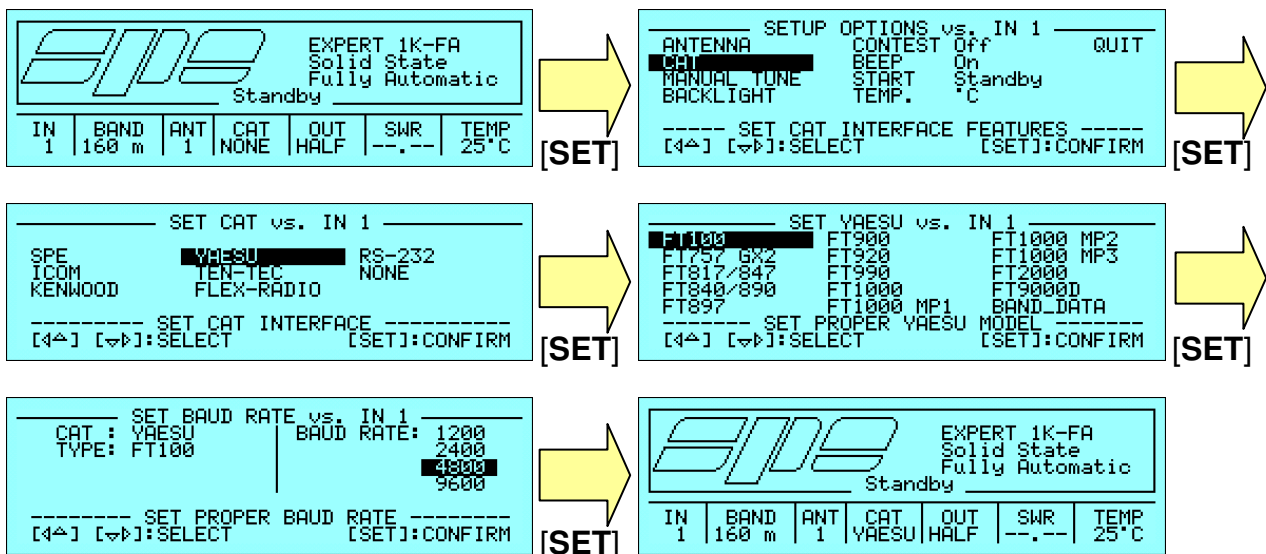 EXPERT 1K-FA
Solid State
Fully Automatic
Standby
IN BAND ANT CAT OUT SWR TEMP
1 160 m 1 NONE HALF --.-- 25°C
[SET]
SETUP OPTIONS vs. IN 1
ANTENNA CONTEST Off QUIT
CAT BEEP On
MANUAL TUNE START Standby
BACKLIGHT TEMP. °C
----- SET CAT INTERFACE FEATURES -----
[◁△] [▽▷]:SELECT [SET]:CONFIRM
[SET]
SET CAT vs. IN 1
SPE YAESU RS-232
ICOM TEN-TEC NONE
KENWOOD FLEX-RADIO
--------- SET CAT INTERFACE ---------
[◁△] [▽▷]:SELECT [SET]:CONFIRM
[SET]
SET YAESU vs. IN 1
FT100 FT900 FT1000 MP2
FT757 GX2 FT920 FT1000 MP3
FT817/847 FT990 FT2000
FT840/890 FT1000 FT9000D
FT897 FT1000 MP1 BAND_DATA
------- SET PROPER YAESU MODEL -------
[◁△] [▽▷]:SELECT [SET]:CONFIRM
[SET]
SET BAUD RATE vs. IN 1
CAT : YAESU BAUD RATE: 1200
TYPE: FT100 2400
4800
9600
-------- SET PROPER BAUD RATE --------
[◁△] [▽▷]:SELECT [SET]:CONFIRM
[SET]
EXPERT 1K-FA
Solid State
Fully Automatic
Standby
IN BAND ANT CAT OUT SWR TEMP
1 160 m 1 YAESU HALF --.-- 25°C